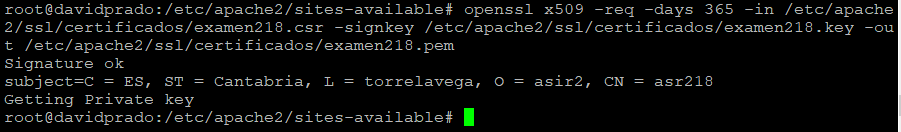 root@davidprado:/etc/apache2/sites-available# openssl x509 -req -days 365 -in /etc/apache
2/ssl/certificados/examen218.csr -signkey /etc/apache2/ssl/certificados/examen218.key -ou
t /etc/apache2/ssl/certificados/examen218.pem
Signature ok
subject=C = ES, ST = Cantabria, L = torrelavega, O = asir2, CN = asr218
Getting Private key
root@davidprado:/etc/apache2/sites-available#